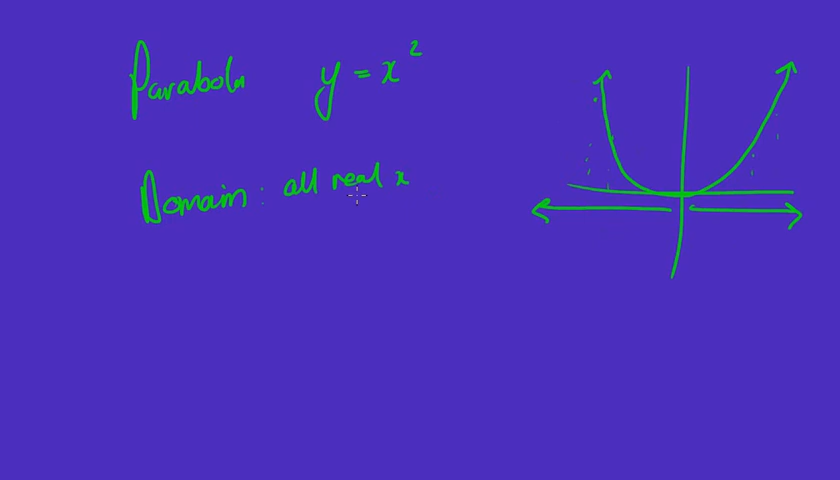 Parabola y = x²
Domain: all real x